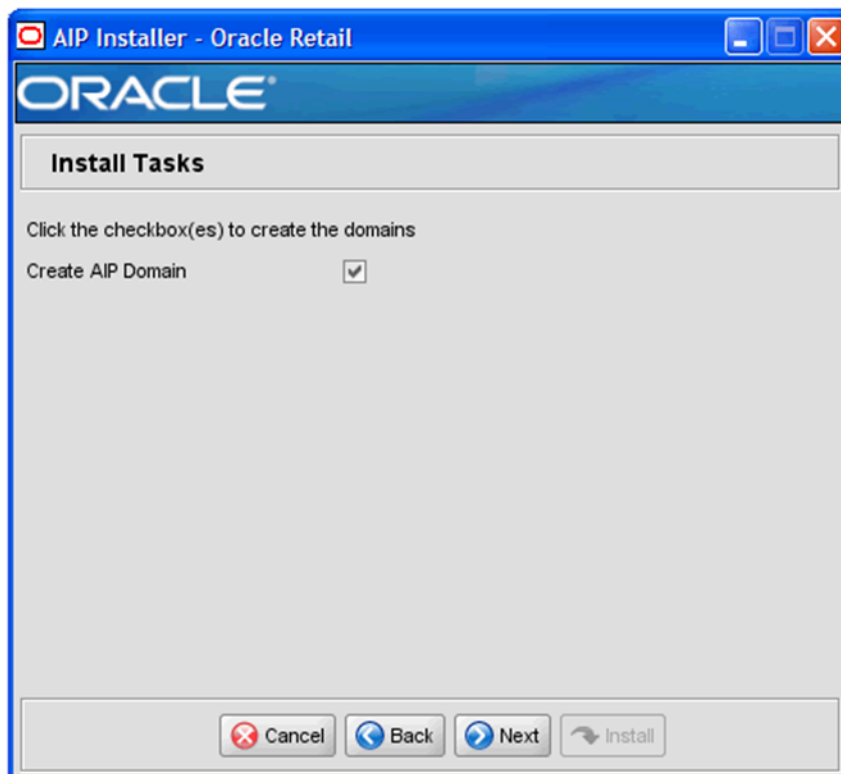 AIP Installer - Oracle Retail
ORACLE®
Install Tasks
Click the checkbox(es) to create the domains
Create AIP Domain
Cancel Back Next Install